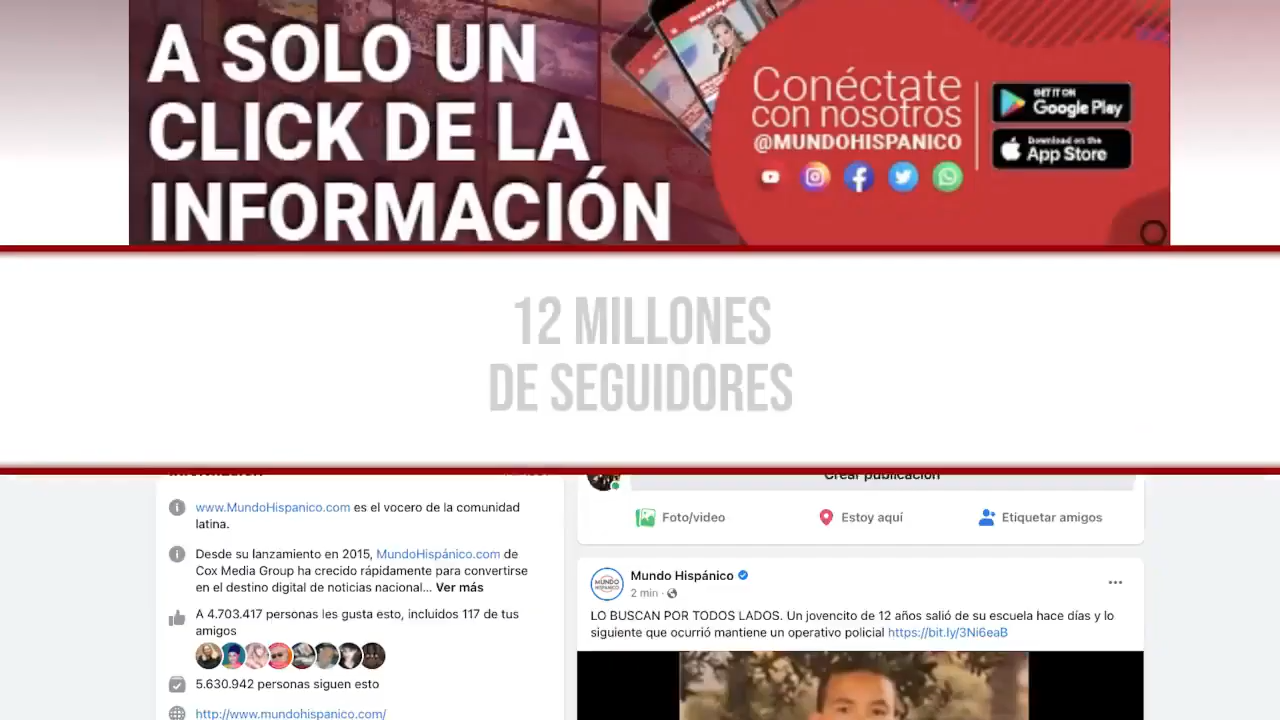 A SOLO UN
CLICK DE LA
INFORMACIÓN
Conéctate
con nosotros
@MUNDOHISPANICO
GET IT ON
Google Play
Download on the
App Store
12 MILLONES
DE SEGUIDORES
Crear publicación
Foto/video
Estoy aquí
Etiquetar amigos
www.MundoHispanico.com es el vocero de la comunidad
latina.
Desde su lanzamiento en 2015, MundoHispánico.com de
Cox Media Group ha crecido rápidamente para convertirse
en el destino digital de noticias nacional... Ver más
A 4.703.417 personas les gusta esto, incluidos 117 de tus
amigos
5.630.942 personas siguen esto
http://www.mundohispanico.com/
MUNDO
HISPÁNICO
Mundo Hispánico
2 min ·
LO BUSCAN POR TODOS LADOS. Un jovencito de 12 años salió de su escuela hace días y lo
siguiente que ocurrió mantiene un operativo policial https://bit.ly/3Ni6eaB